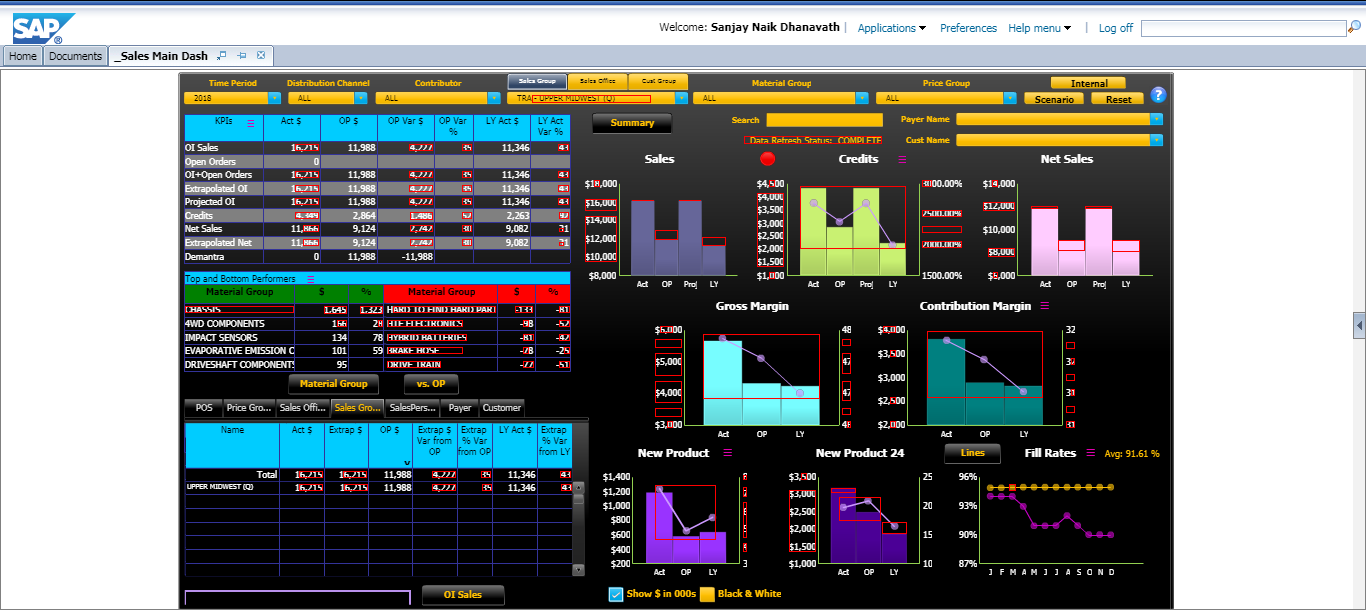 SAP
Welcome: Sanjay Naik Dhanavath | Applications Preferences Help menu | Log off
Home Documents _Sales Main Dash
Time Period Distribution Channel Contributor Sales Group Sales Office Cust Group Material Group Price Group Internal
2018 ALL ALL TRA - UPPER MIDWEST (Q) ALL ALL Scenario Reset ?
KPIs Act $ OP $ OP Var $ OP Var % LY Act $ LY Act Var %
OI Sales 16,215 11,988 4,227 35 11,346 43
Open Orders 0
OI+Open Orders 16,215 11,988 4,227 35 11,346 43
Extrapolated OI 16,215 11,988 4,227 35 11,346 43
Projected OI 16,215 11,988 4,227 35 11,346 43
Credits 4,349 2,864 1,486 52 2,263 92
Net Sales 11,866 9,124 2,742 30 9,082 31
Extrapolated Net 11,866 9,124 2,742 30 9,082 31
Demantra 0 11,988 -11,988
Summary
Search
Data Refresh Status: COMPLETE
Payer Name
Cust Name
Top and Bottom Performers
Material Group $ % Material Group $ %
CHASSIS 1,645 1,323 HARD TO FIND HARD PART -133 -81
4WD COMPONENTS 166 28 HTE ELECTRONICS -98 -52
IMPACT SENSORS 134 78 HYBRID BATTERIES -81 -42
EVAPORATIVE EMISSION C 101 59 BRAKE HOSE -78 -25
DRIVESHAFT COMPONENTS 95 DRIVE TRAIN -77 -51
Material Group vs. OP
POS Price Gro... Sales Offi... Sales Gro... SalesPers... Payer Customer
Name Act $ Extrap $ OP $ Extrap $ Var from OP Extrap % Var from OP LY Act $ Extrap % Var from LY
Total 16,215 16,215 11,988 4,227 35 11,346 43
UPPER MIDWEST (Q) 16,215 16,215 11,988 4,227 35 11,346 43
OI Sales
Sales
$18,000
$16,000
$14,000
$12,000
$10,000
$8,000
Act OP Proj LY
Credits
$4,500
$4,000
$3,500
$3,000
$2,500
$2,000
$1,500
$1,000
3000.00%
2500.00%
2000.00%
1500.00%
Act OP Proj LY
Net Sales
$14,000
$12,000
$10,000
$8,000
$6,000
Act OP Proj LY
Gross Margin
$6,000
$5,000
$4,000
$3,000
48
47
47
Act OP LY
Contribution Margin
$4,000
$3,500
$3,000
$2,500
$2,000
32
31
31
Act OP LY
New Product
$1,400
$1,200
$1,000
$800
$600
$400
$200
Act OP LY
New Product 24
$3,500
$3,000
$2,500
$2,000
$1,500
$1,000
25
20
15
10
Act OP LY
Lines Fill Rates Avg: 91.61 %
96%
93%
90%
87%
J F M A M J J A S O N D
Show $ in 000s Black & White